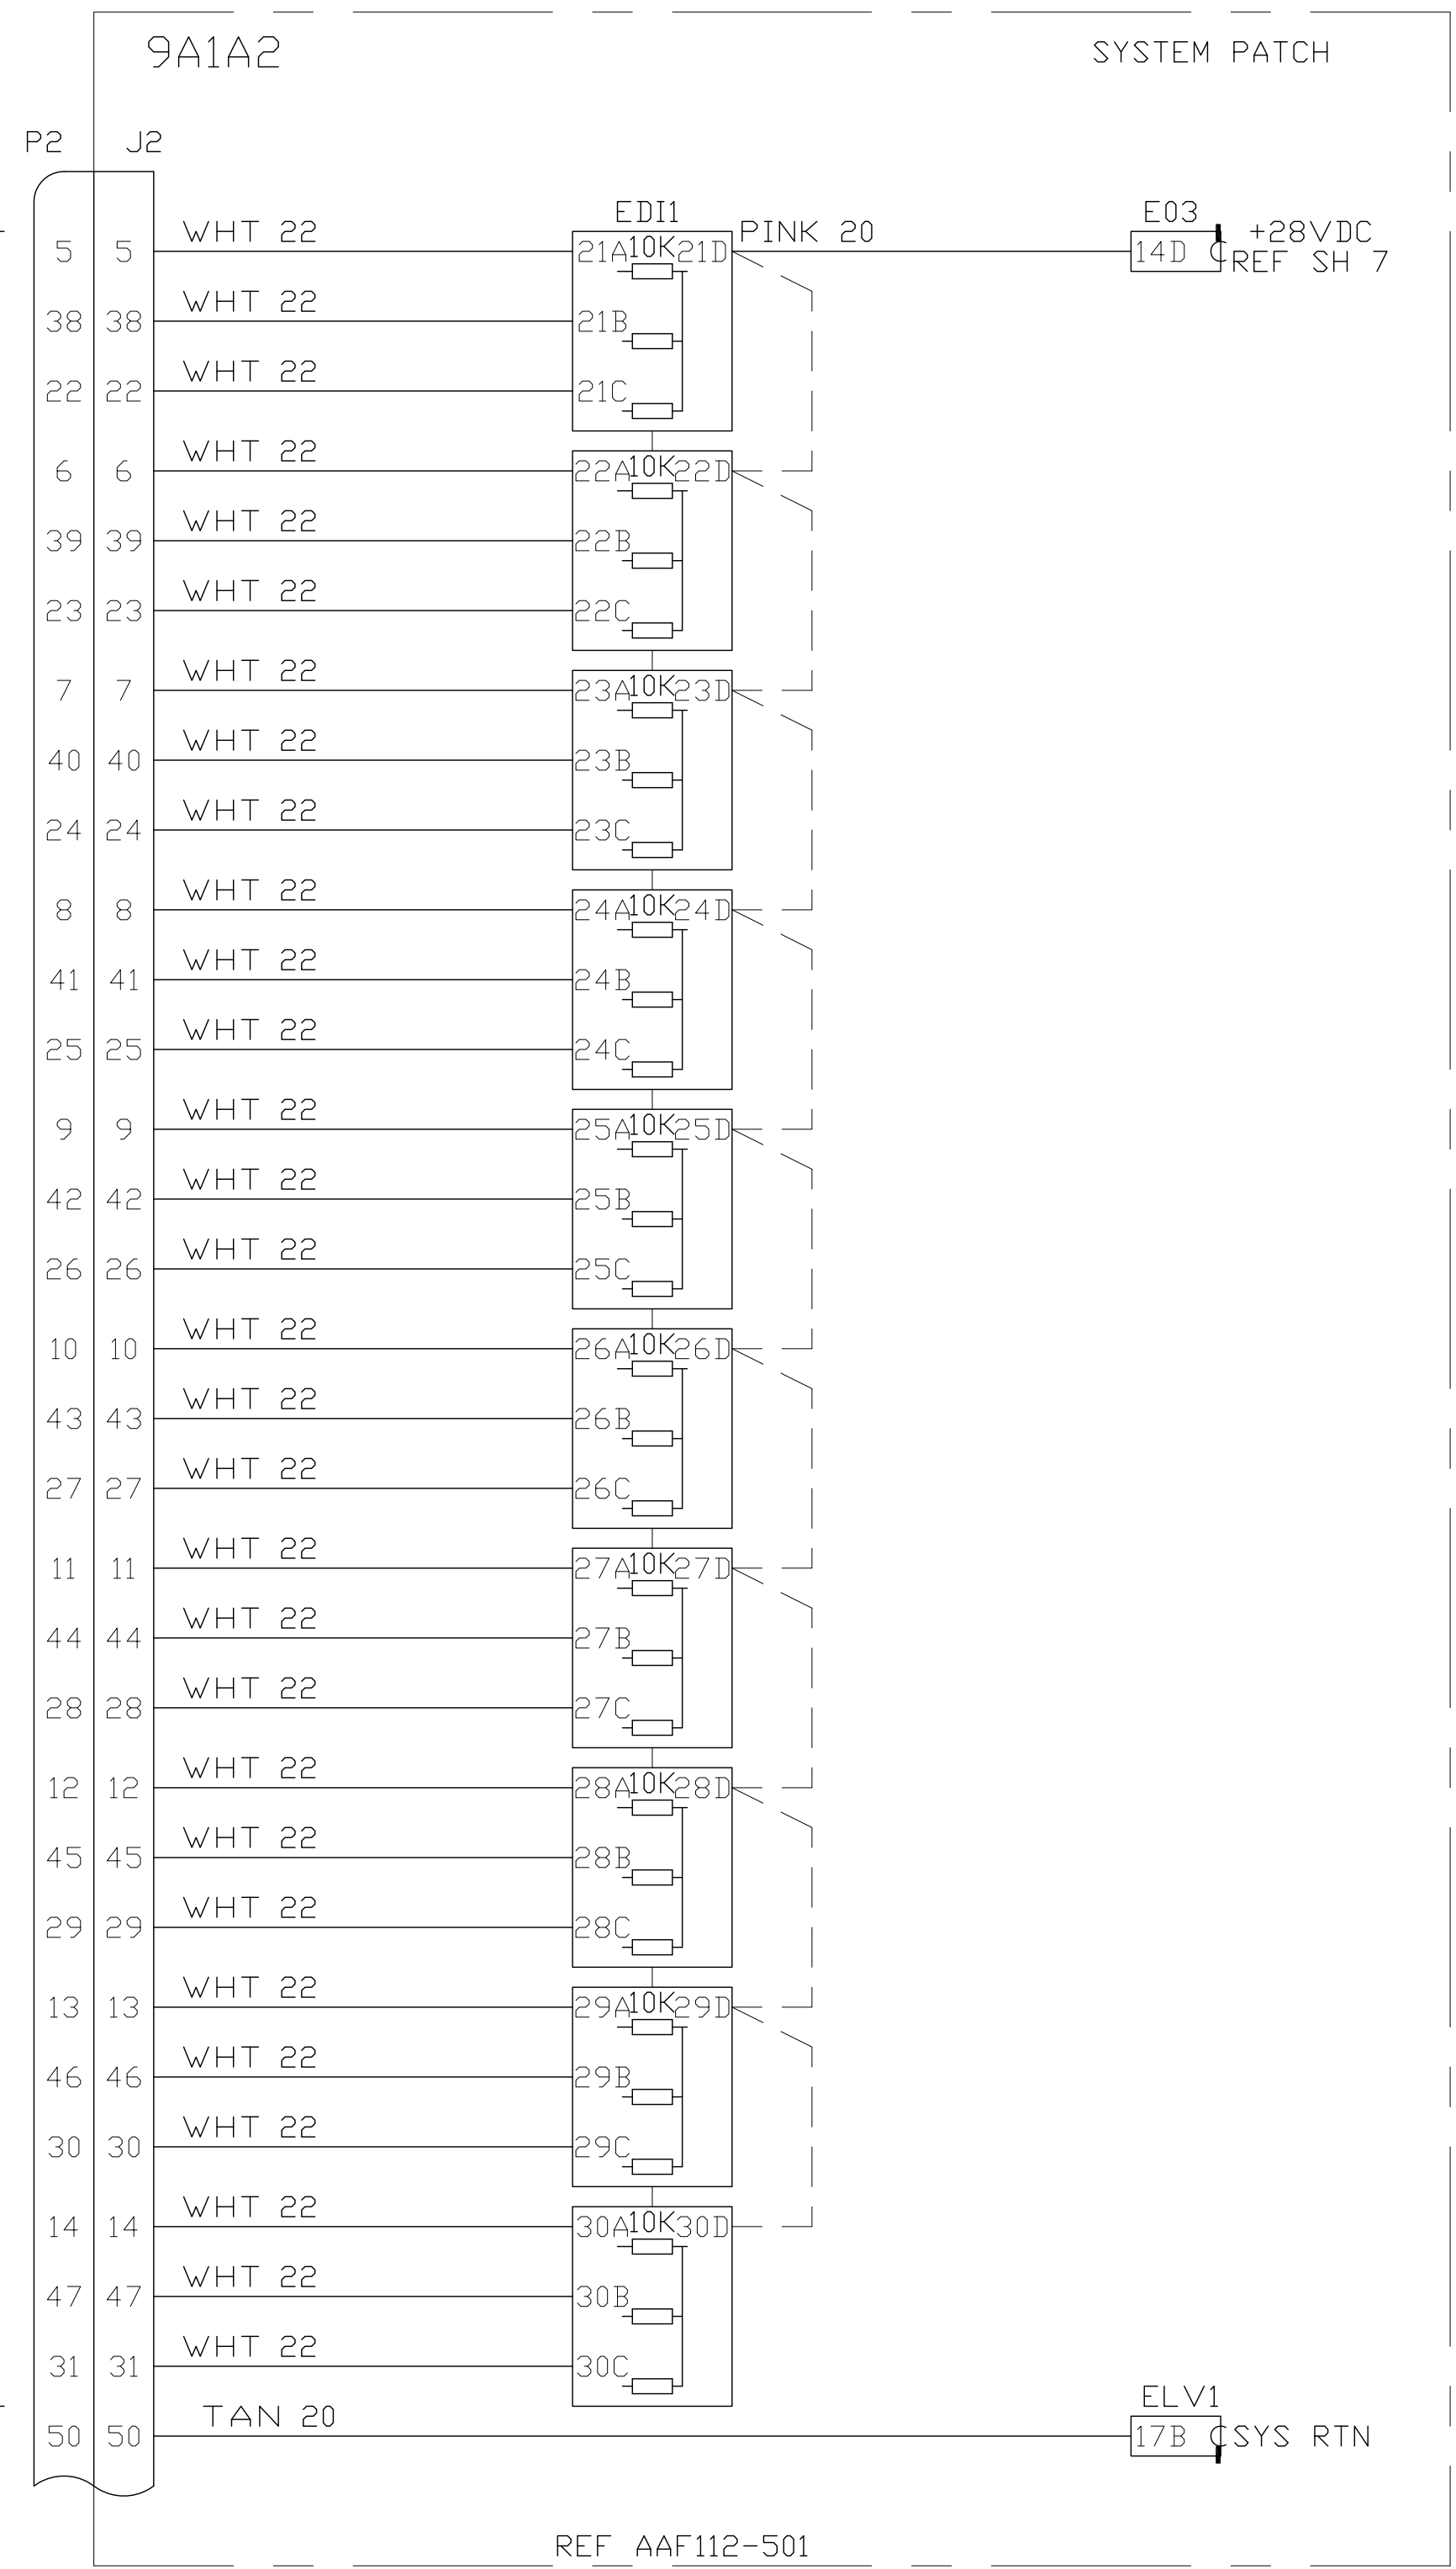 9A1A2 SYSTEM PATCH
P2 J2
EDI1 E03
WHT 22 PINK 20 +28VDC
5 5 21A 10K 21D 14D C REF SH 7
WHT 22
38 38 21B
WHT 22
22 22 21C
WHT 22
6 6 22A 10K 22D
WHT 22
39 39 22B
WHT 22
23 23 22C
WHT 22
7 7 23A 10K 23D
WHT 22
40 40 23B
WHT 22
24 24 23C
WHT 22
8 8 24A 10K 24D
WHT 22
41 41 24B
WHT 22
25 25 24C
WHT 22
9 9 25A 10K 25D
WHT 22
42 42 25B
WHT 22
26 26 25C
WHT 22
10 10 26A 10K 26D
WHT 22
43 43 26B
WHT 22
27 27 26C
WHT 22
11 11 27A 10K 27D
WHT 22
44 44 27B
WHT 22
28 28 27C
WHT 22
12 12 28A 10K 28D
WHT 22
45 45 28B
WHT 22
29 29 28C
WHT 22
13 13 29A 10K 29D
WHT 22
46 46 29B
WHT 22
30 30 29C
WHT 22
14 14 30A 10K 30D
WHT 22
47 47 30B
WHT 22
31 31 30C
TAN 20 ELV1
50 50 17B C SYS RTN
REF AAF112-501